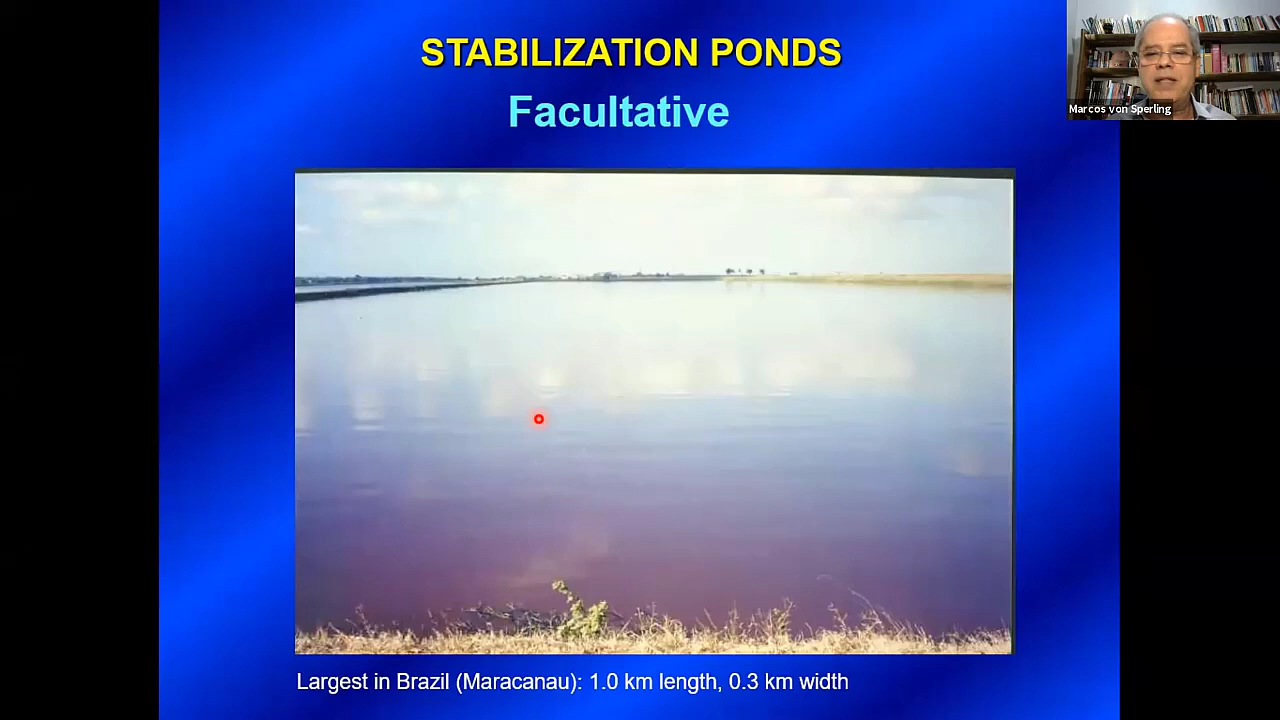 STABILIZATION PONDS
Facultative
Marcos von Sperling
Largest in Brazil (Maracanau): 1.0 km length, 0.3 km width